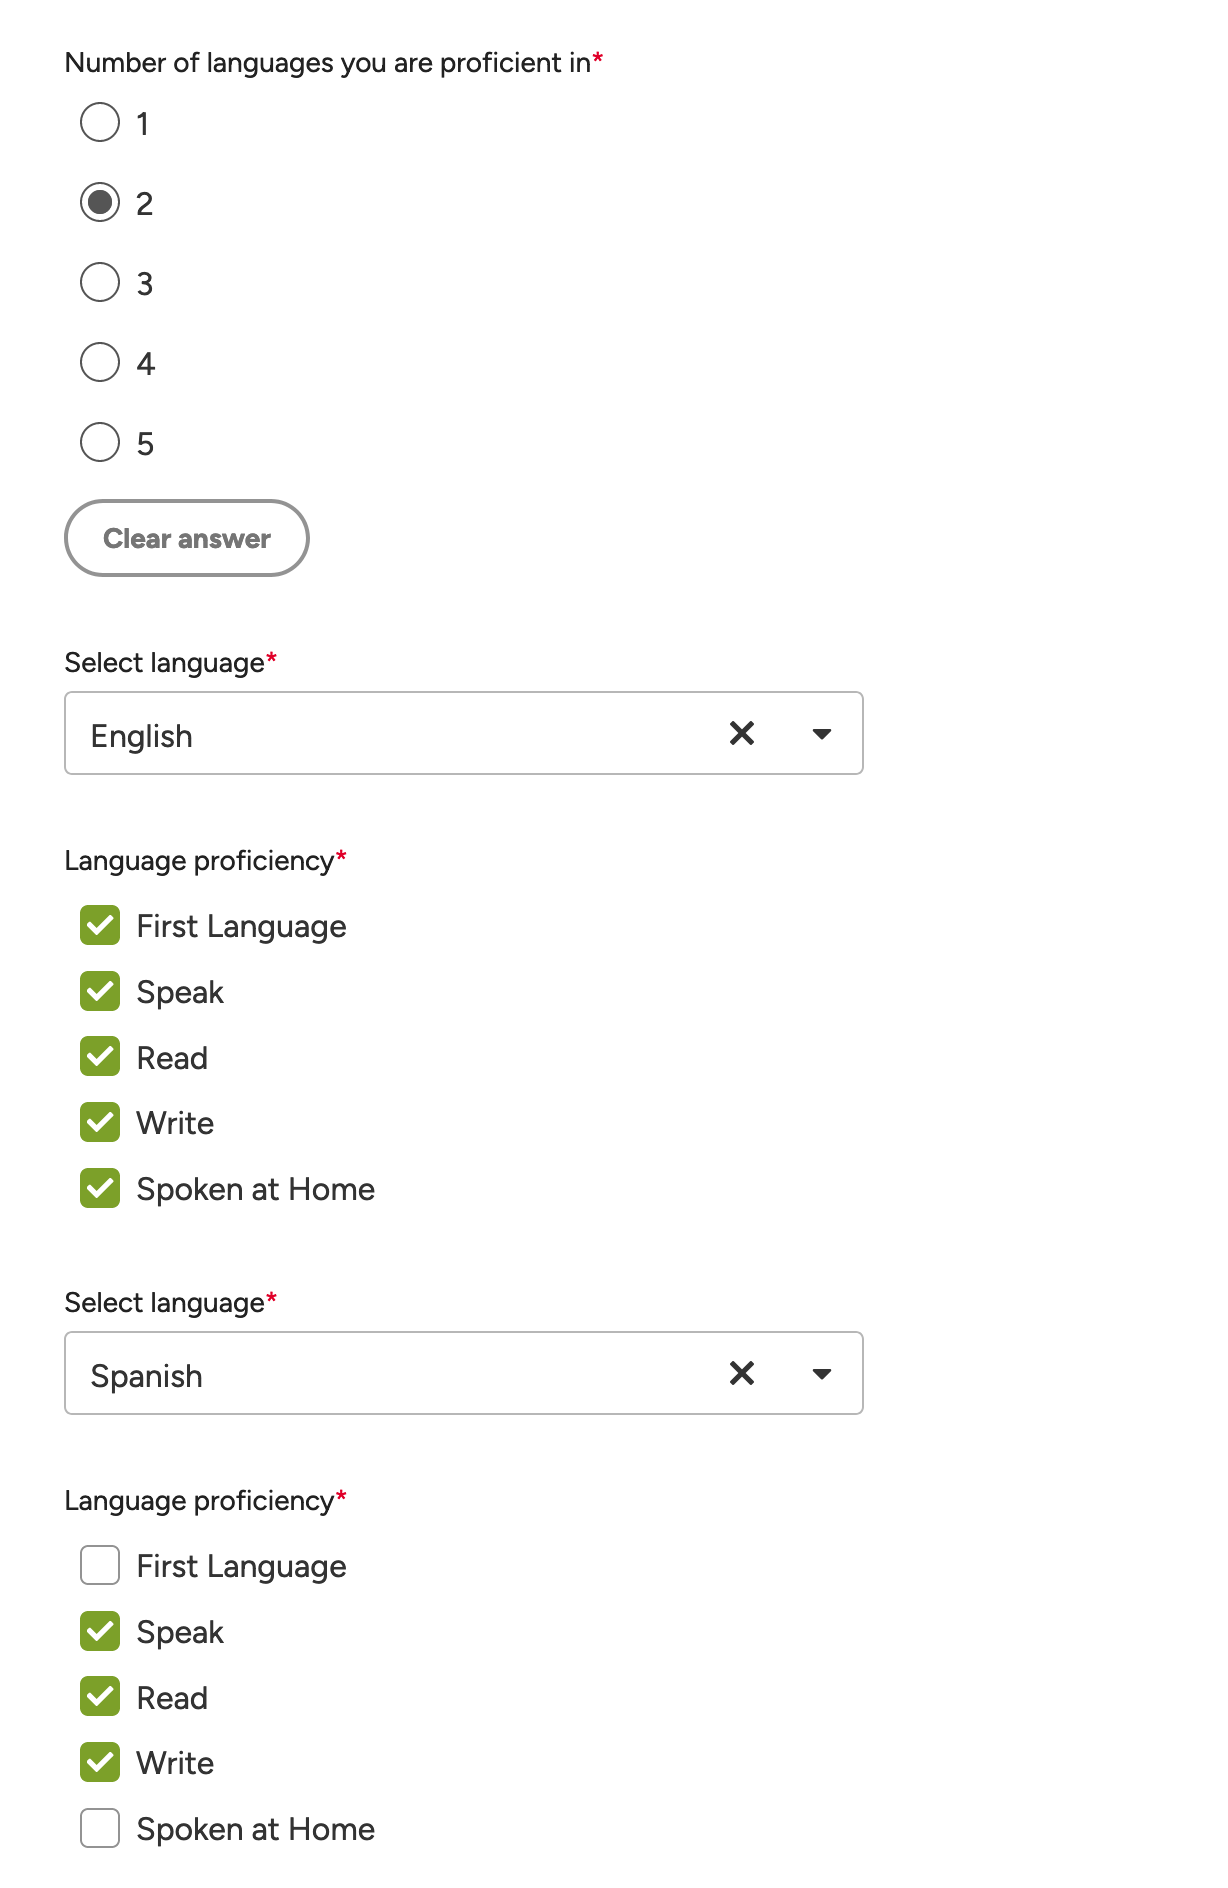 Number of languages you are proficient in*
1
2
3
4
5
Clear answer
Select language*
English
Language proficiency*
First Language
Speak
Read
Write
Spoken at Home
Select language*
Spanish
Language proficiency*
First Language
Speak
Read
Write
Spoken at Home